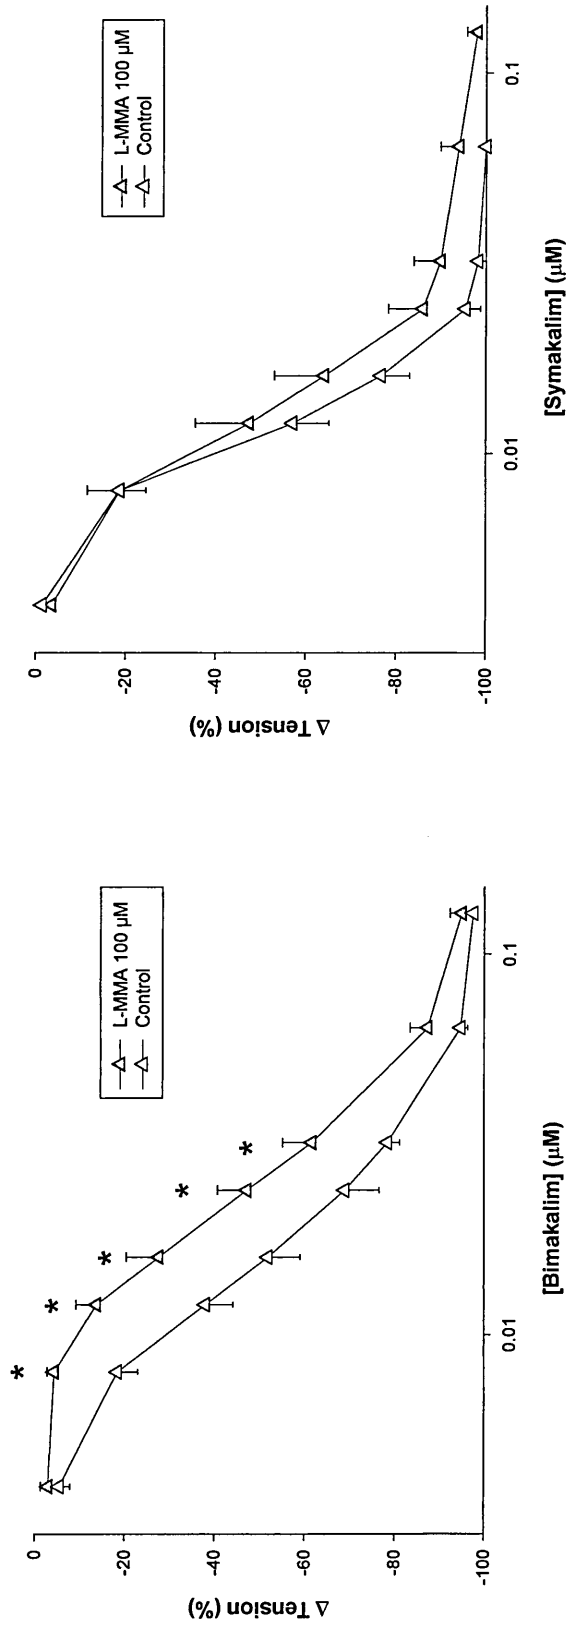 L-MMA 100 µM
Control
*
*
*
*
*
Δ Tension (%)
0
-20
-40
-60
-80
-100
0.01
0.1
[Bimakalim] (µM)
L-MMA 100 µM
Control
Δ Tension (%)
0
-20
-40
-60
-80
-100
0.01
0.1
[Symakalim] (µM)